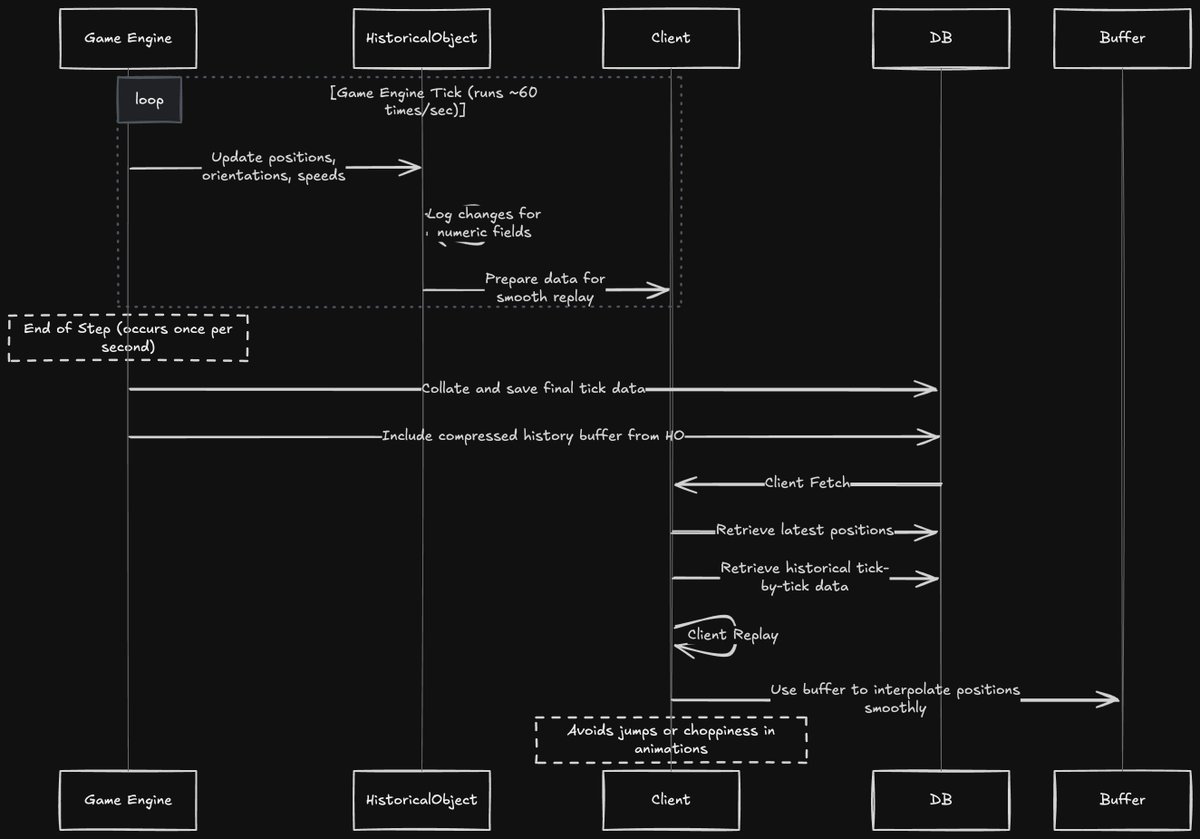 Game Engine
HistoricalObject
Client
DB
Buffer
loop
[Game Engine Tick (runs ~60
times/sec)]
Update positions,
orientations, speeds
Log changes for
numeric fields
Prepare data for
smooth replay
End of Step (occurs once per
second)
Collate and save final tick data
Include compressed history buffer from HO
Client Fetch
Retrieve latest positions
Retrieve historical tick-
by-tick data
Client Replay
Use buffer to interpolate positions
smoothly
Avoids jumps or choppiness in
animations
Game Engine
HistoricalObject
Client
DB
Buffer